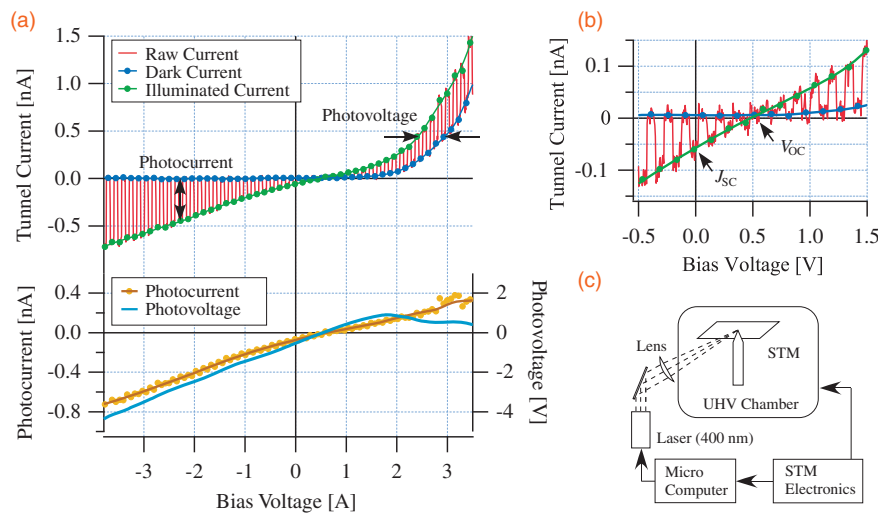 (a)
1.5
1.0
0.5
0.0
-0.5
Tunnel Current [nA]
Raw Current
Dark Current
Illuminated Current
Photovoltage
Photocurrent
0.4
0.0
-0.4
-0.8
Photocurrent [nA]
Photocurrent
Photovoltage
2
0
-2
-4
Photovoltage [V]
-3 -2 -1 0 1 2 3
Bias Voltage [A]
(b)
0.1
0
-0.1
Tunnel Current [nA]
V_OC
J_SC
-0.5 0.0 0.5 1.0 1.5
Bias Voltage [V]
(c)
Lens
STM
UHV Chamber
Laser (400 nm)
Micro
Computer
STM
Electronics